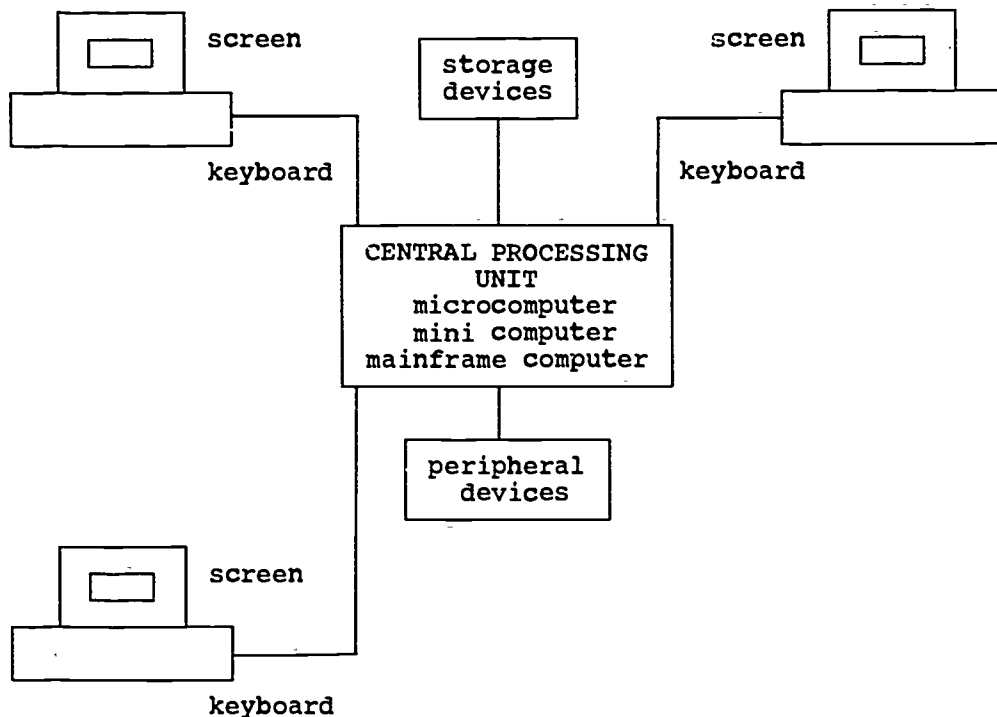 screen
storage
devices
screen
keyboard
keyboard
CENTRAL PROCESSING
UNIT
microcomputer
mini computer
mainframe computer
peripheral
devices
screen
keyboard